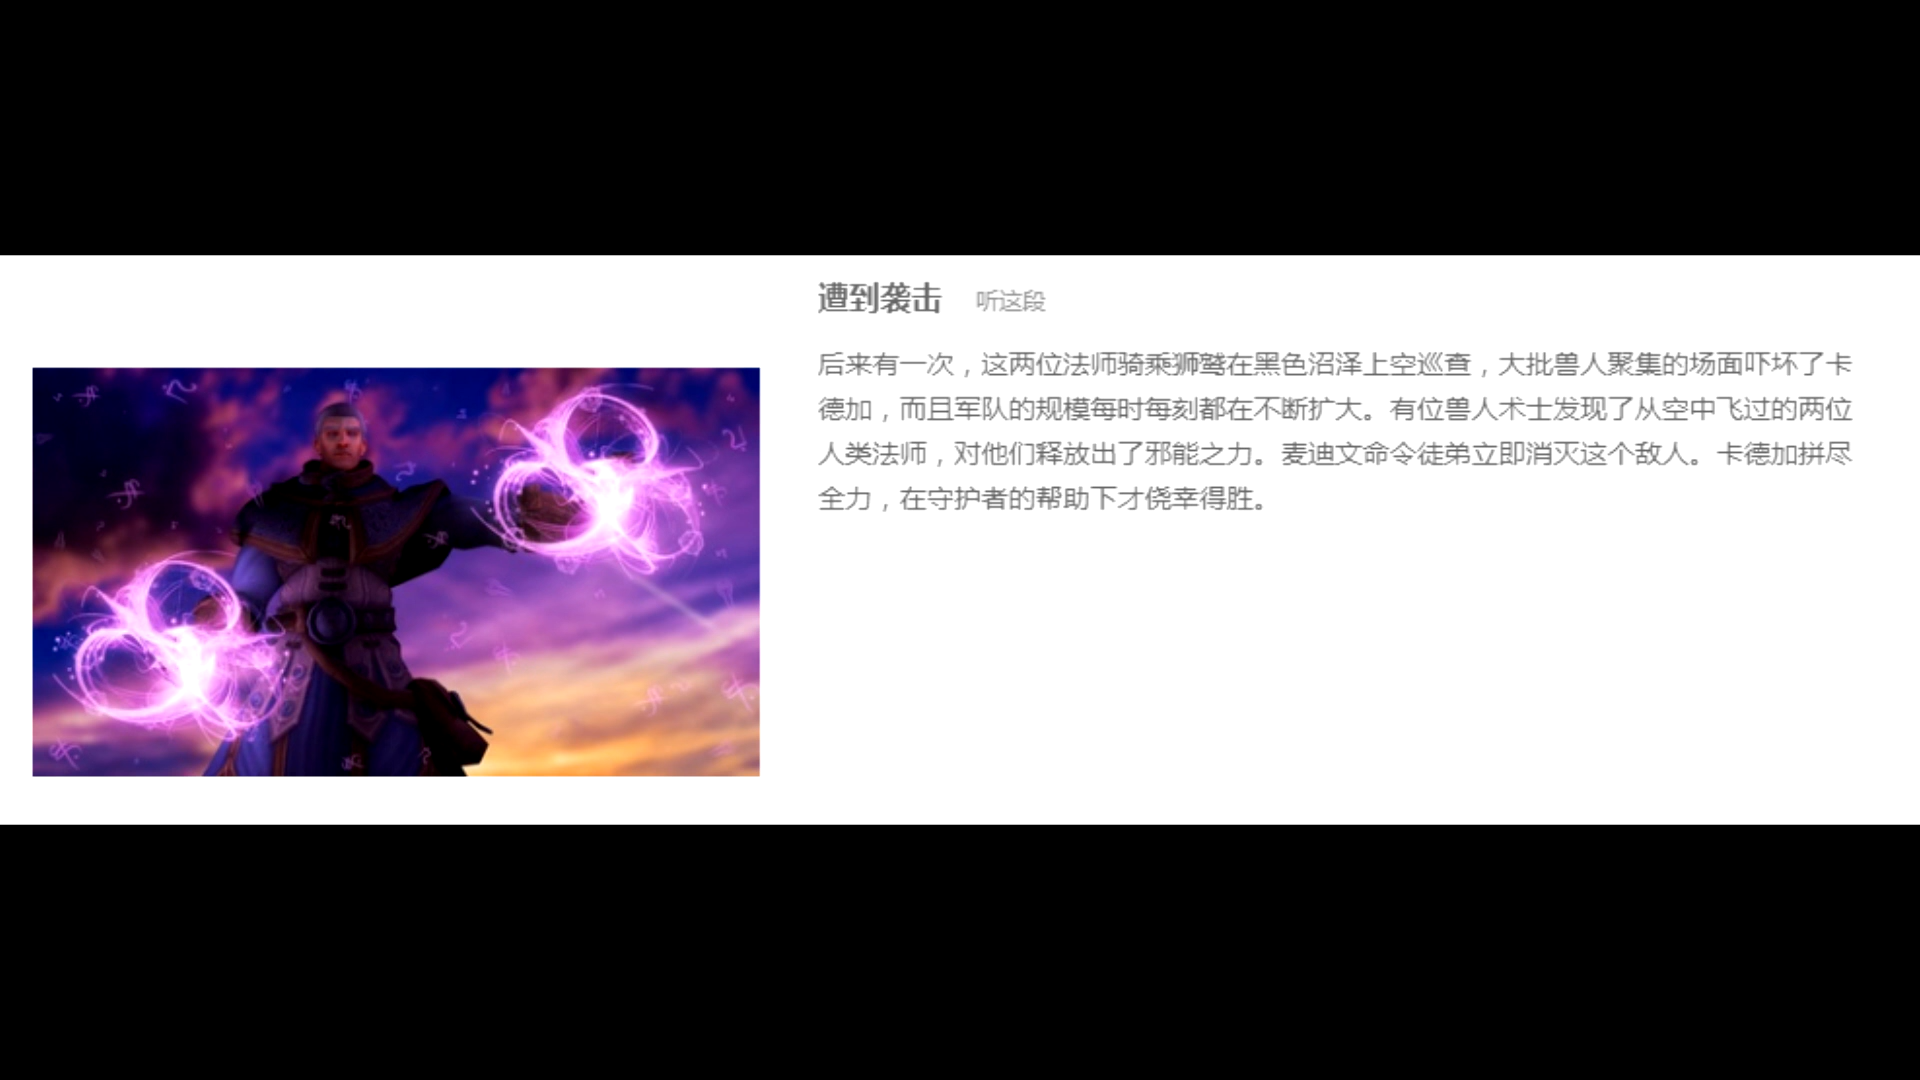 遭到袭击 听这段
后来有一次，这两位法师骑乘狮鹫在黑色沼泽上空巡查，大批兽人聚集的场面吓坏了卡
德加，而且军队的规模每时每刻都在不断扩大。有位兽人术士发现了从空中飞过的两位
人类法师，对他们释放出了邪能之力。麦迪文命令徒弟立即消灭这个敌人。卡德加拼尽
全力，在守护者的帮助下才侥幸得胜。